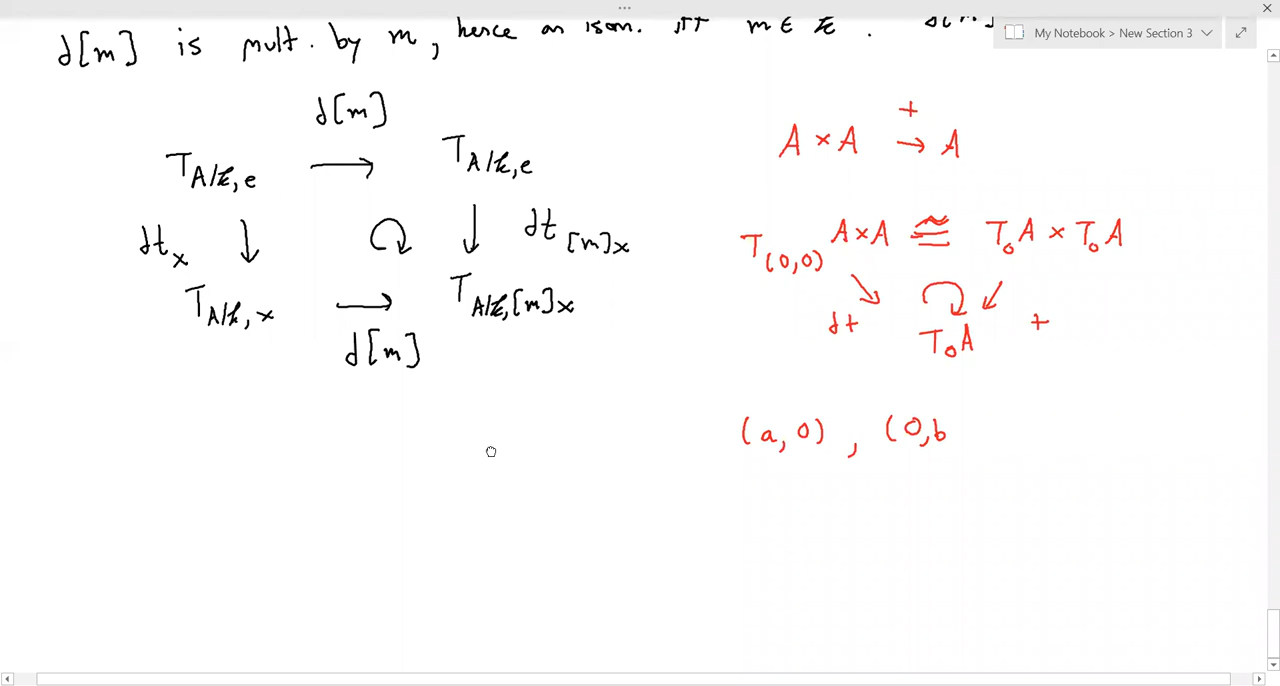 d[m] is mult. by m, hence an isom. iff m ∈ k
My Notebook > New Section 3
d[m]
T_{A/k,e} → T_{A/k,e}
dt_x ↓ ↓ dt_{[m]x}
T_{A/k,x} → T_{A/k,[m]x}
d[m]
+
A × A → A
T_{(0,0)} A×A ≅ T_0A × T_0A
↘ ↙
dt +
T_0A
(a,0) , (0,b